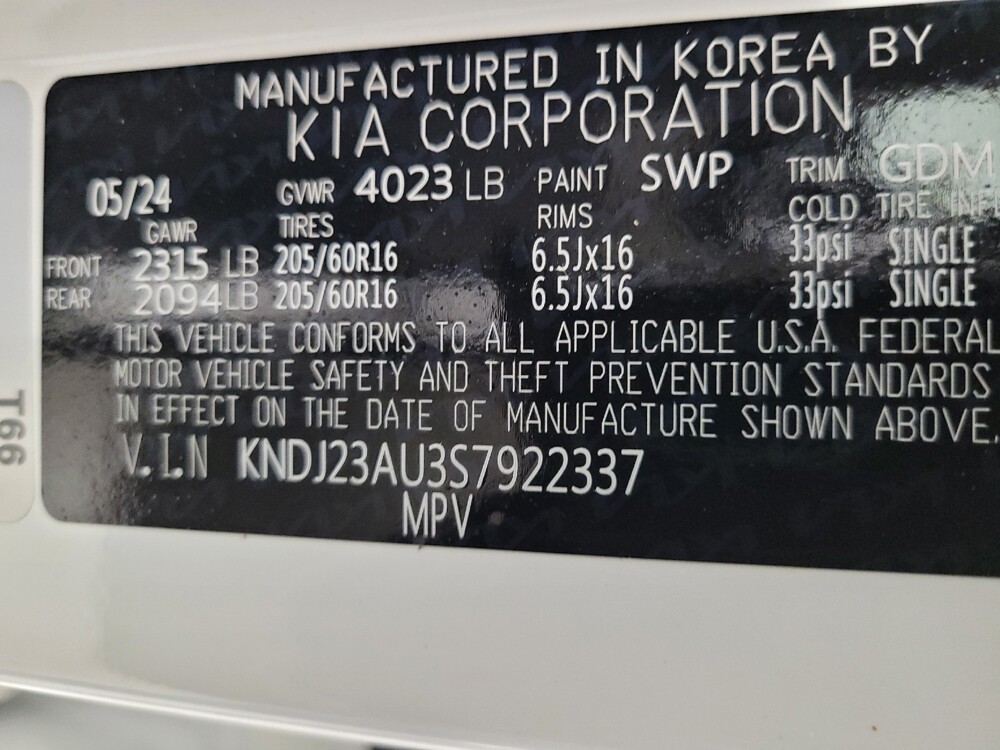 MANUFACTURED IN KOREA BY
KIA CORPORATION
05/24 GVWR 4023 LB PAINT SWP TRIM GDM
GAWR TIRES RIMS COLD TIRE INF
FRONT 2315 LB 205/60R16 6.5Jx16 33psi SINGLE
REAR 2094LB 205/60R16 6.5Jx16 33psi SINGLE
THIS VEHICLE CONFORMS TO ALL APPLICABLE U.S.A. FEDERAL
MOTOR VEHICLE SAFETY AND THEFT PREVENTION STANDARDS
IN EFFECT ON THE DATE OF MANUFACTURE SHOWN ABOVE.
V.I.N KNDJ23AU3S7922337
MPV